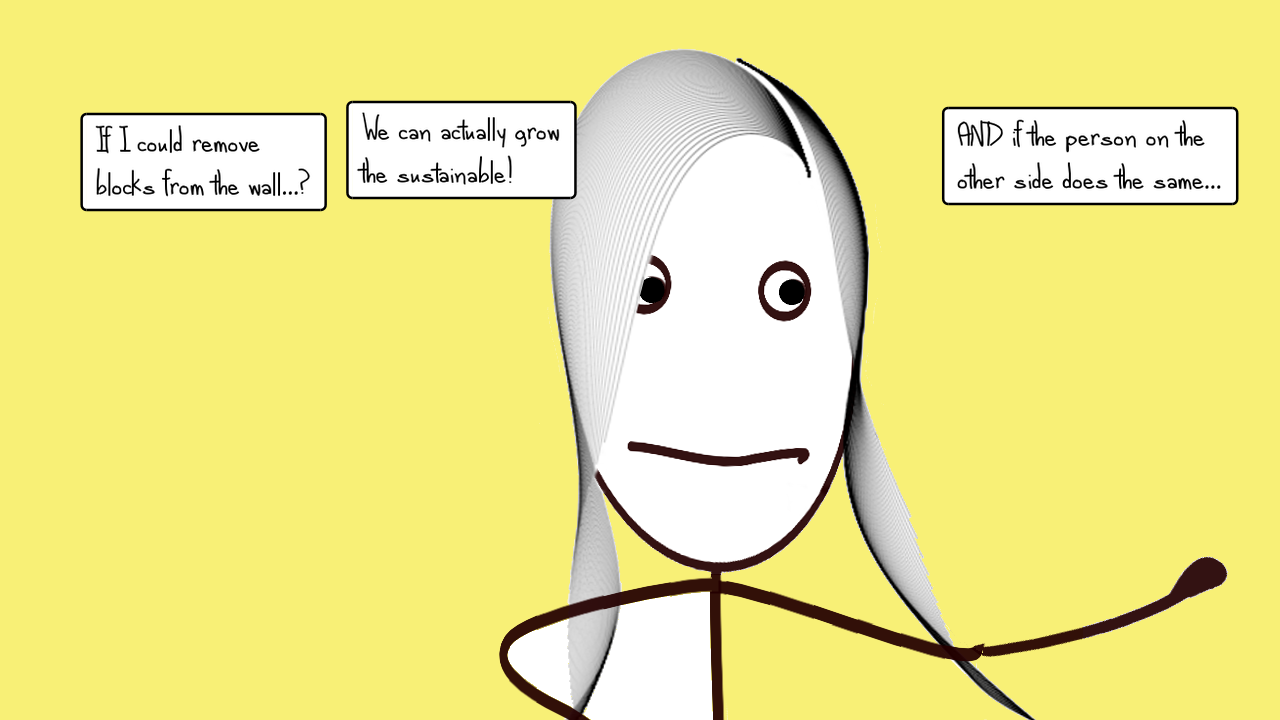 If I could remove
blocks from the wall...?
We can actually grow
the sustainable!
AND if the person on the
other side does the same...